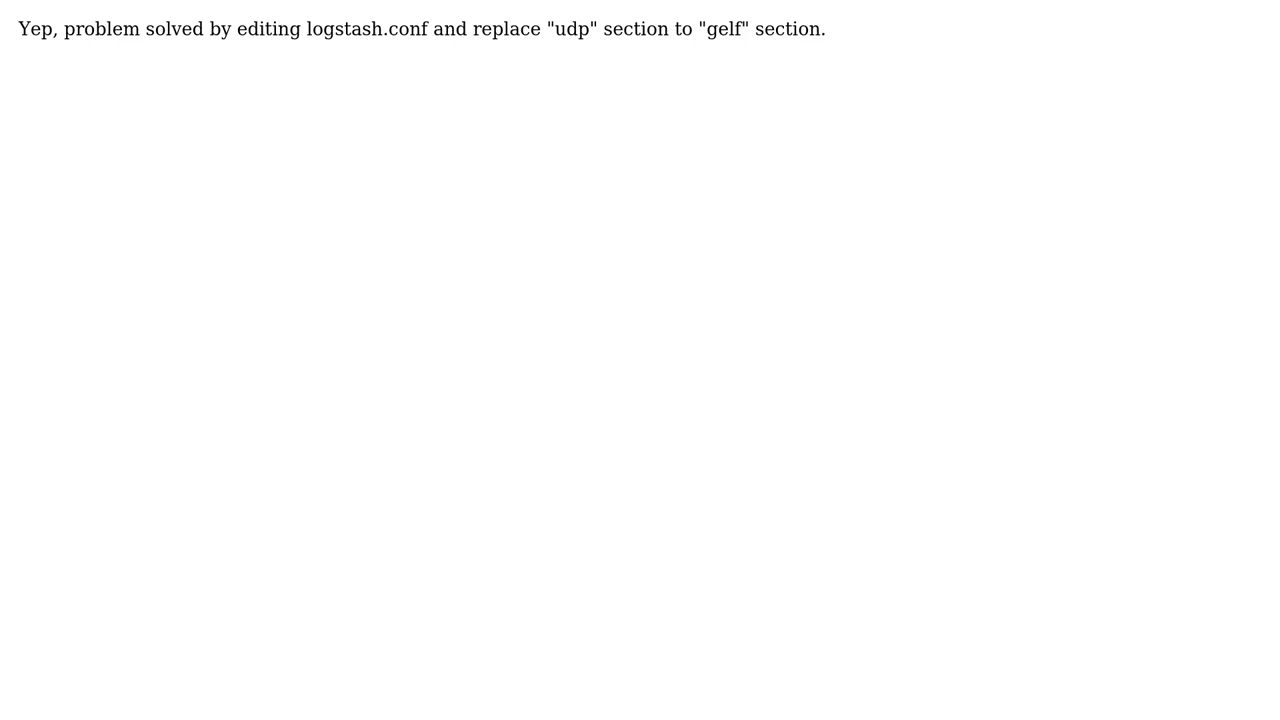 Yep, problem solved by editing logstash.conf and replace "udp" section to "gelf" section.